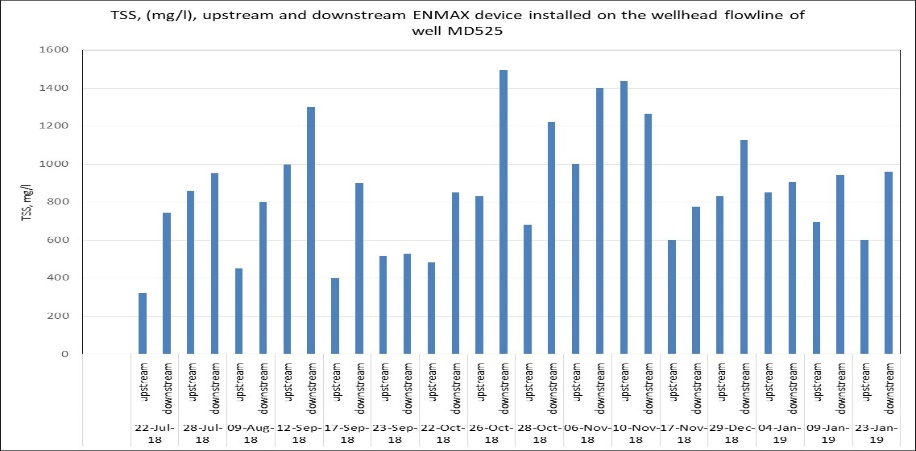 TSS, (mg/l), upstream and downstream ENMAX device installed on the wellhead flowline of
well MD525
1600
1400
1200
1000
800
600
400
200
0
TSS, mg/l
upstream downstream upstream downstream upstream downstream upstream downstream upstream downstream upstream downstream upstream downstream upstream downstream upstream downstream upstream downstream upstream downstream upstream downstream upstream downstream upstream downstream upstream downstream upstream downstream
22-Jul- 28-Jul- 09-Aug- 12-Sep- 17-Sep- 23-Sep- 22-Oct- 26-Oct- 28-Oct- 06-Nov- 10-Nov- 17-Nov- 29-Dec- 04-Jan- 09-Jan- 23-Jan-
18 18 18 18 18 18 18 18 18 18 18 18 18 19 19 19